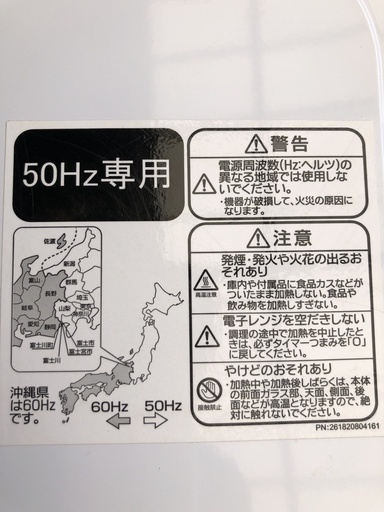 50Hz専用
警告
電源周波数(Hz:ヘルツ)の
異なる地域では使用しな
いでください。
・機器が破損して、火災の原因に
なります。
注意
発煙・発火や火花の出るお
それあり
高温注意
・庫内や付属品に食品カスなどが
ついたまま加熱しない。食品や
飲み物を加熱しすぎない。
電子レンジを空だきしない
・調理の途中で加熱を中止したと
きは、必ずタイマーつまみを「0」
に戻してください。
やけどのおそれあり
接触禁止
・加熱中や加熱後しばらくは、本体
の前面ガラス部、天面、側面、後
面などが高温となりますので、絶
対に触れないでください。
PN:261820804161
佐渡
新潟
富山
群馬
長野
埼玉
岐阜
山梨
神奈川
愛知
静岡
富士川町
富士市
富士宮市
富士川
沖縄県
は60Hzで
す。
60Hz
50Hz